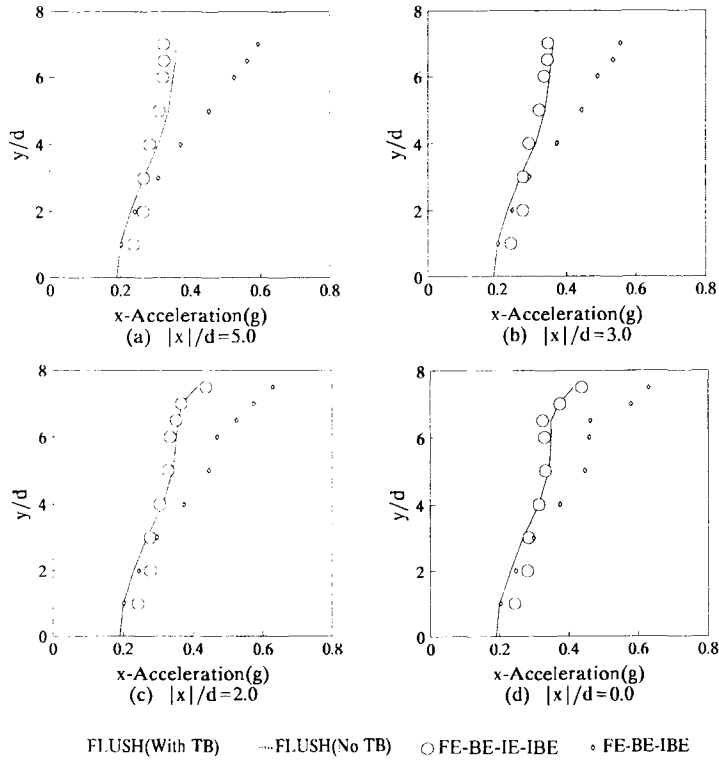 8
6
4
2
0
y/d
0
0.2
0.4
0.6
0.8
x-Acceleration(g)
(a) |x|/d=5.0
8
6
4
2
0
y/d
0
0.2
0.4
0.6
0.8
x-Acceleration(g)
(b) |x|/d=3.0
8
6
4
2
0
y/d
0
0.2
0.4
0.6
0.8
x-Acceleration(g)
(c) |x|/d=2.0
8
6
4
2
0
y/d
0
0.2
0.4
0.6
0.8
x-Acceleration(g)
(d) |x|/d=0.0
FLUSH(With TB)
FLUSH(No TB)
FE-BE-IE-IBE
FE-BE-IBE